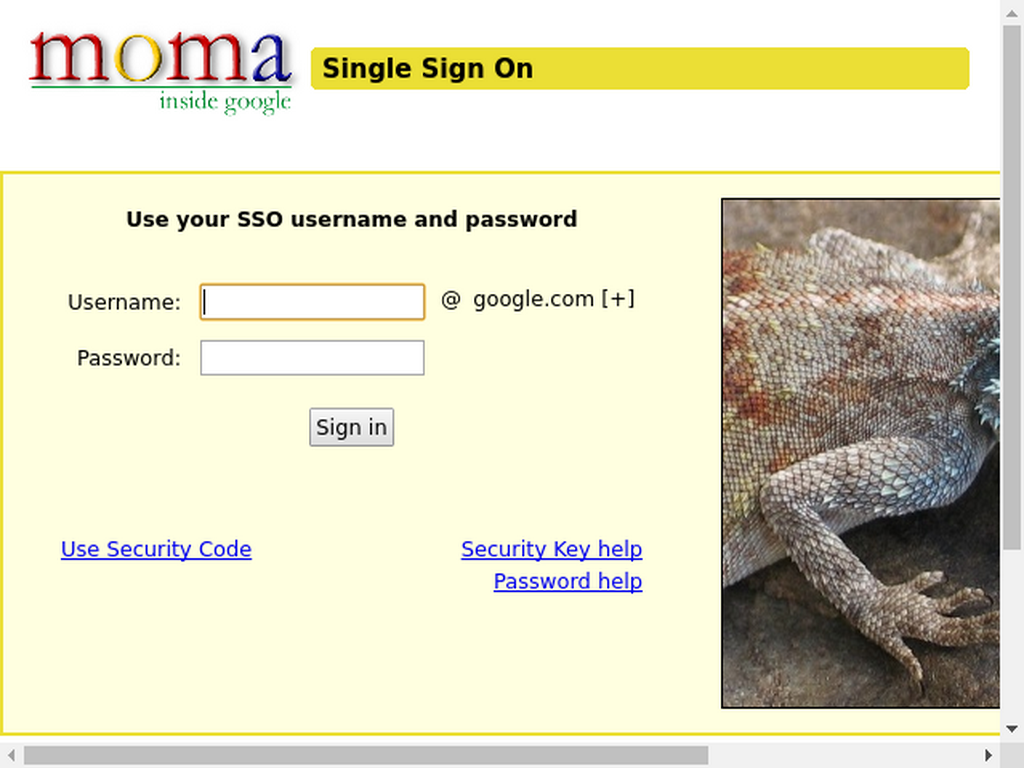 moma
inside google
Single Sign On
Use your SSO username and password
Username: @ google.com [+]
Password:
Sign in
Use Security Code
Security Key help
Password help